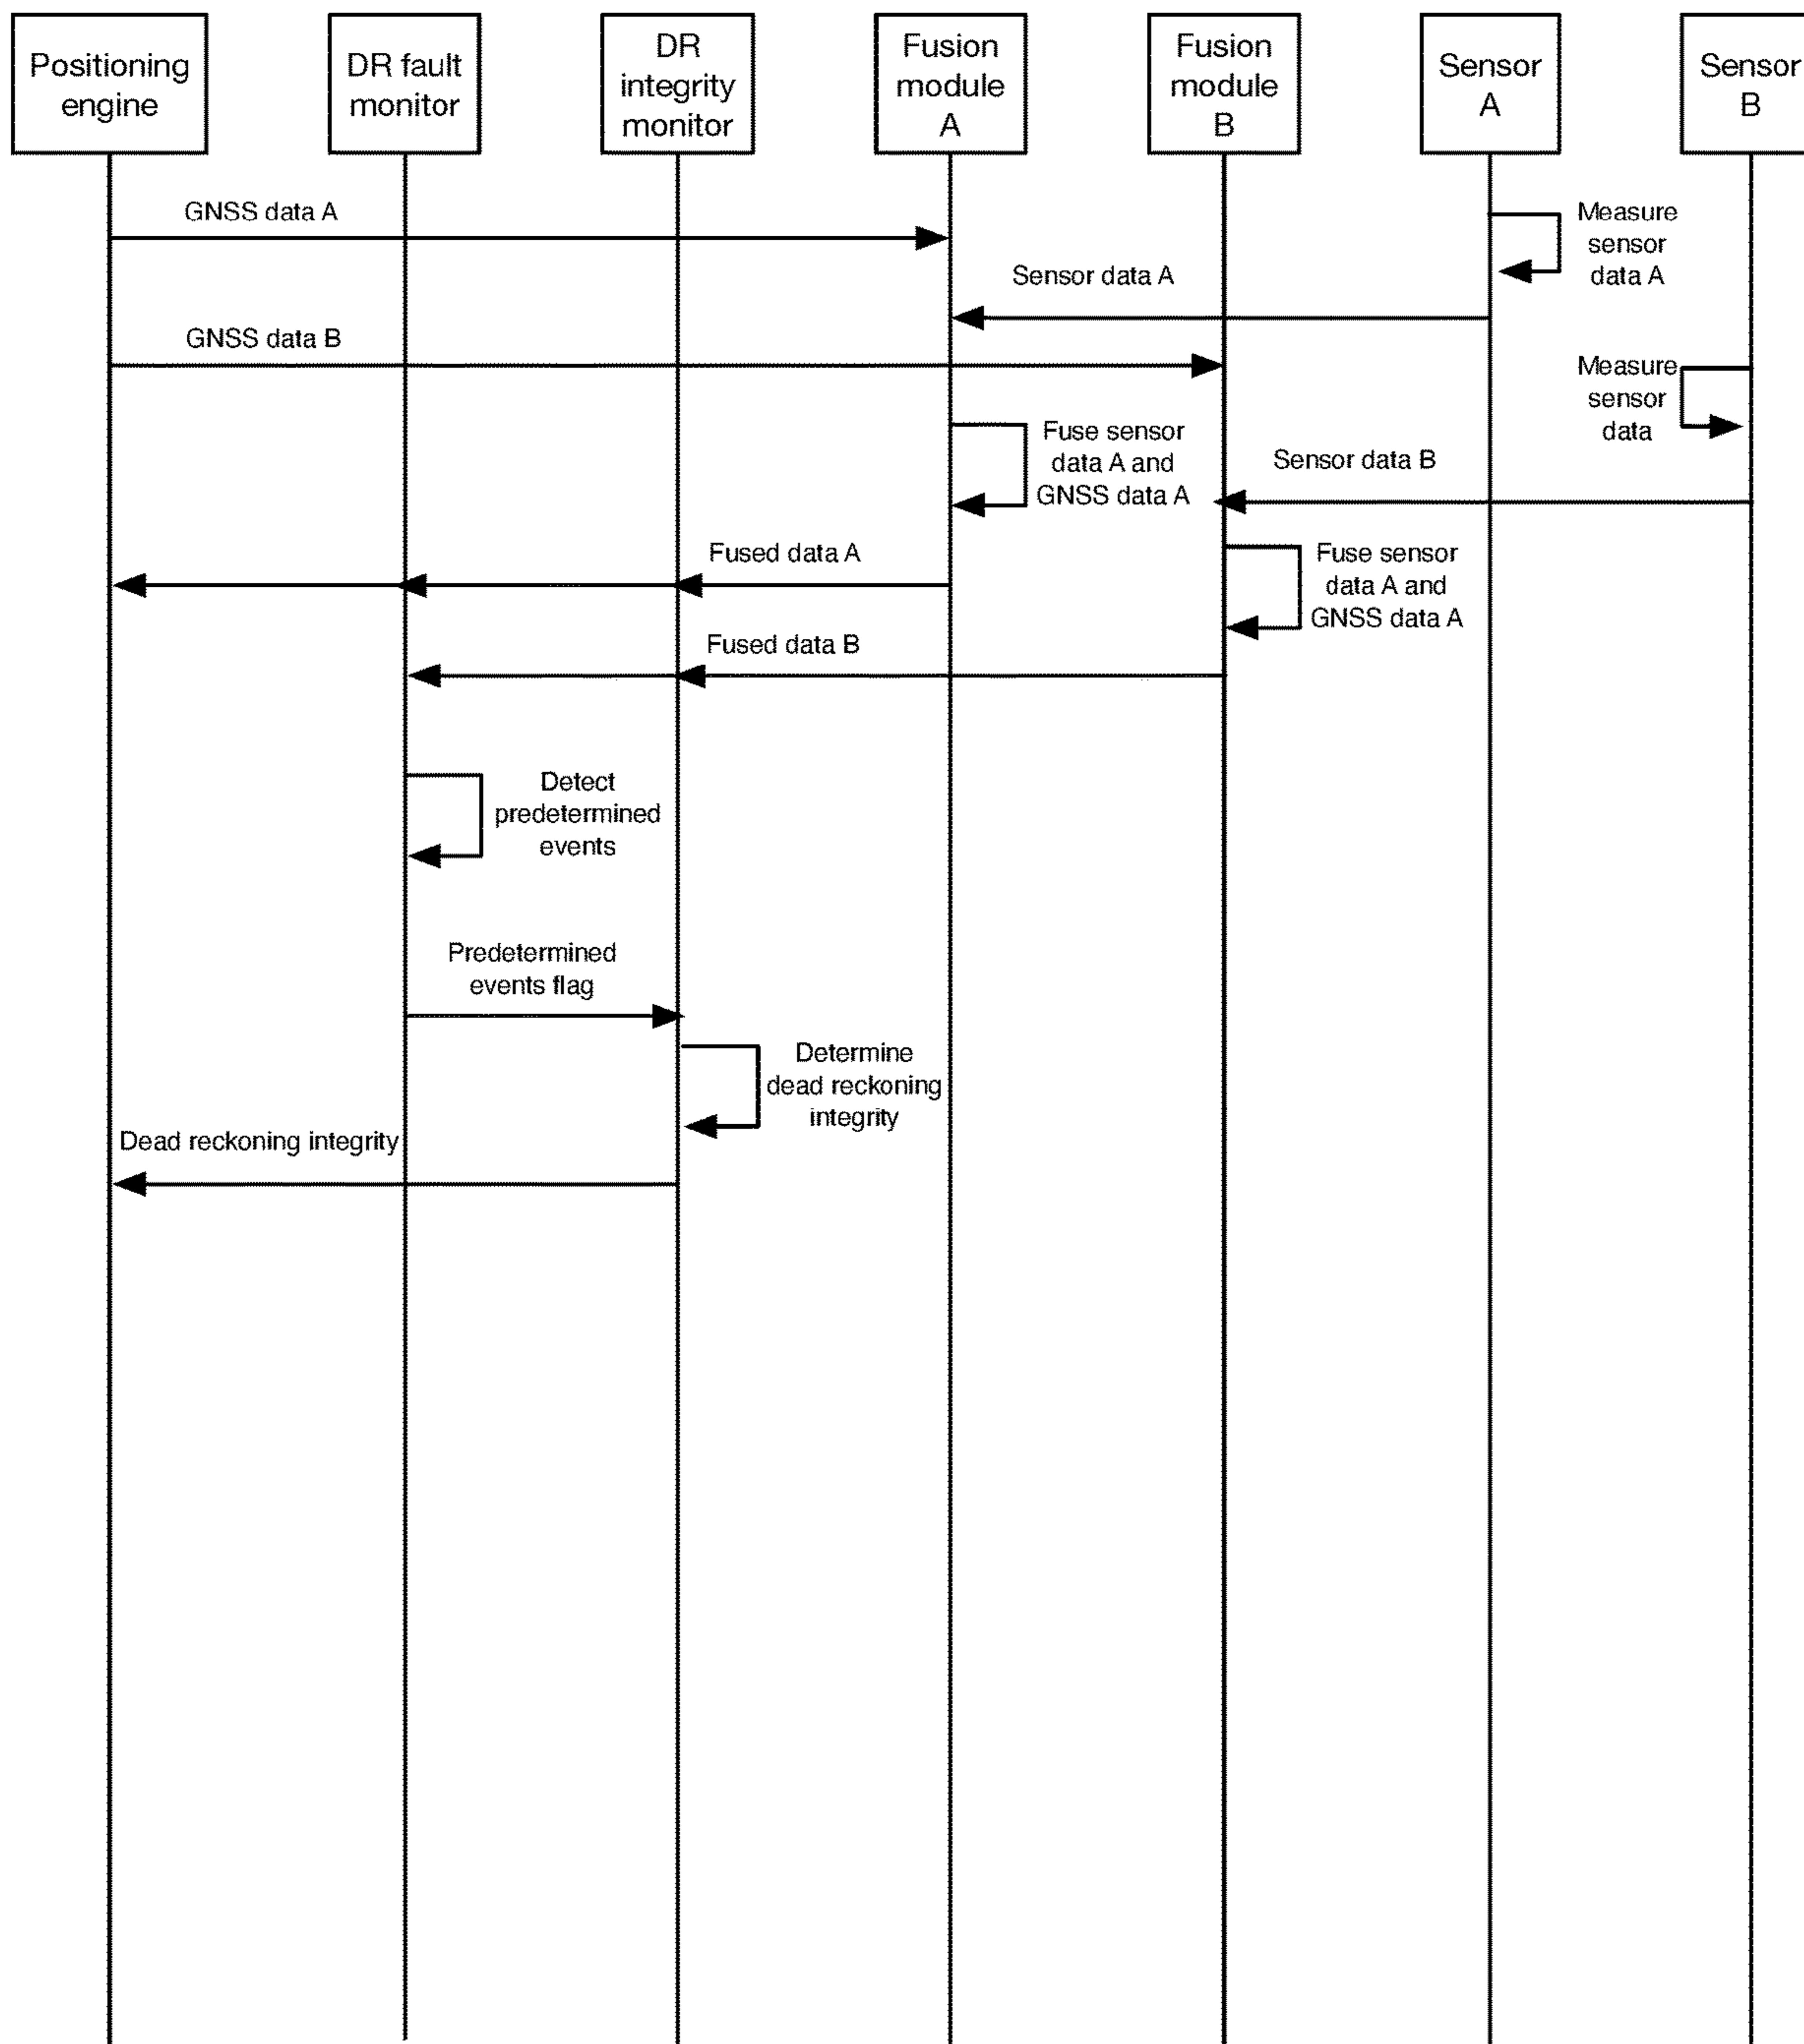 Positioning
engine
DR fault
monitor
DR
integrity
monitor
Fusion
module
A
Fusion
module
B
Sensor
A
Sensor
B
GNSS data A
Measure
sensor
data A
Sensor data A
GNSS data B
Measure
sensor
data
Fuse sensor
data A and
GNSS data A
Sensor data B
Fused data A
Fuse sensor
data A and
GNSS data A
Fused data B
Detect
predetermined
events
Predetermined
events flag
Determine
dead reckoning
integrity
Dead reckoning integrity